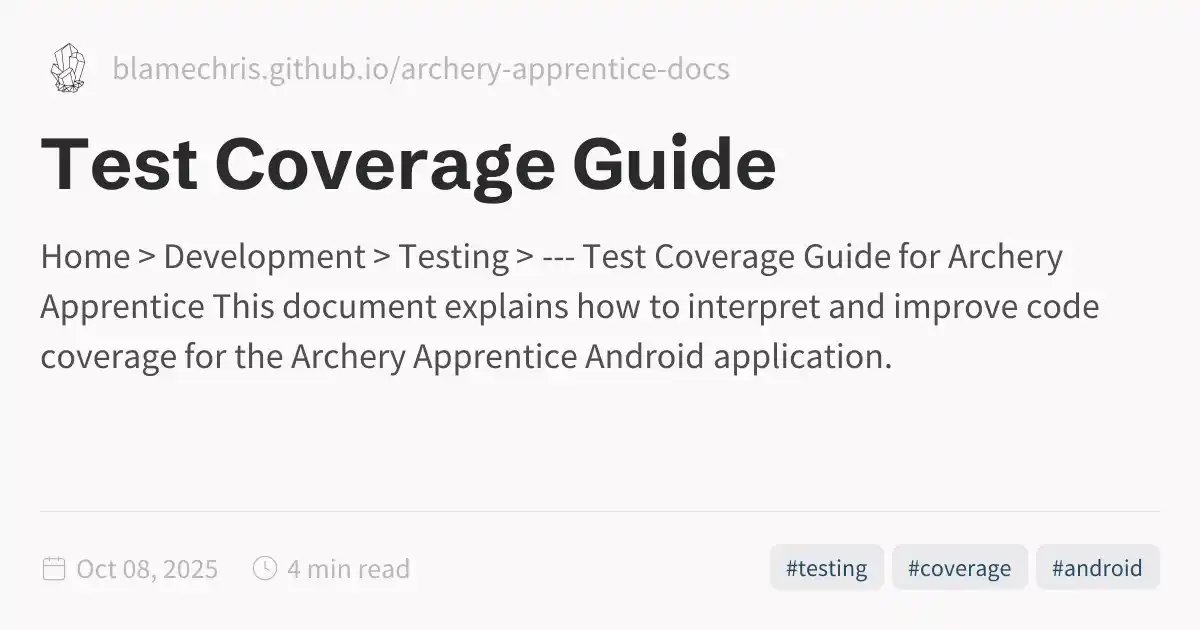 blamechris.github.io/archery-apprentice-docs
Test Coverage Guide
Home > Development > Testing > --- Test Coverage Guide for Archery
Apprentice This document explains how to interpret and improve code
coverage for the Archery Apprentice Android application.
Oct 08, 2025 4 min read #testing #coverage #android